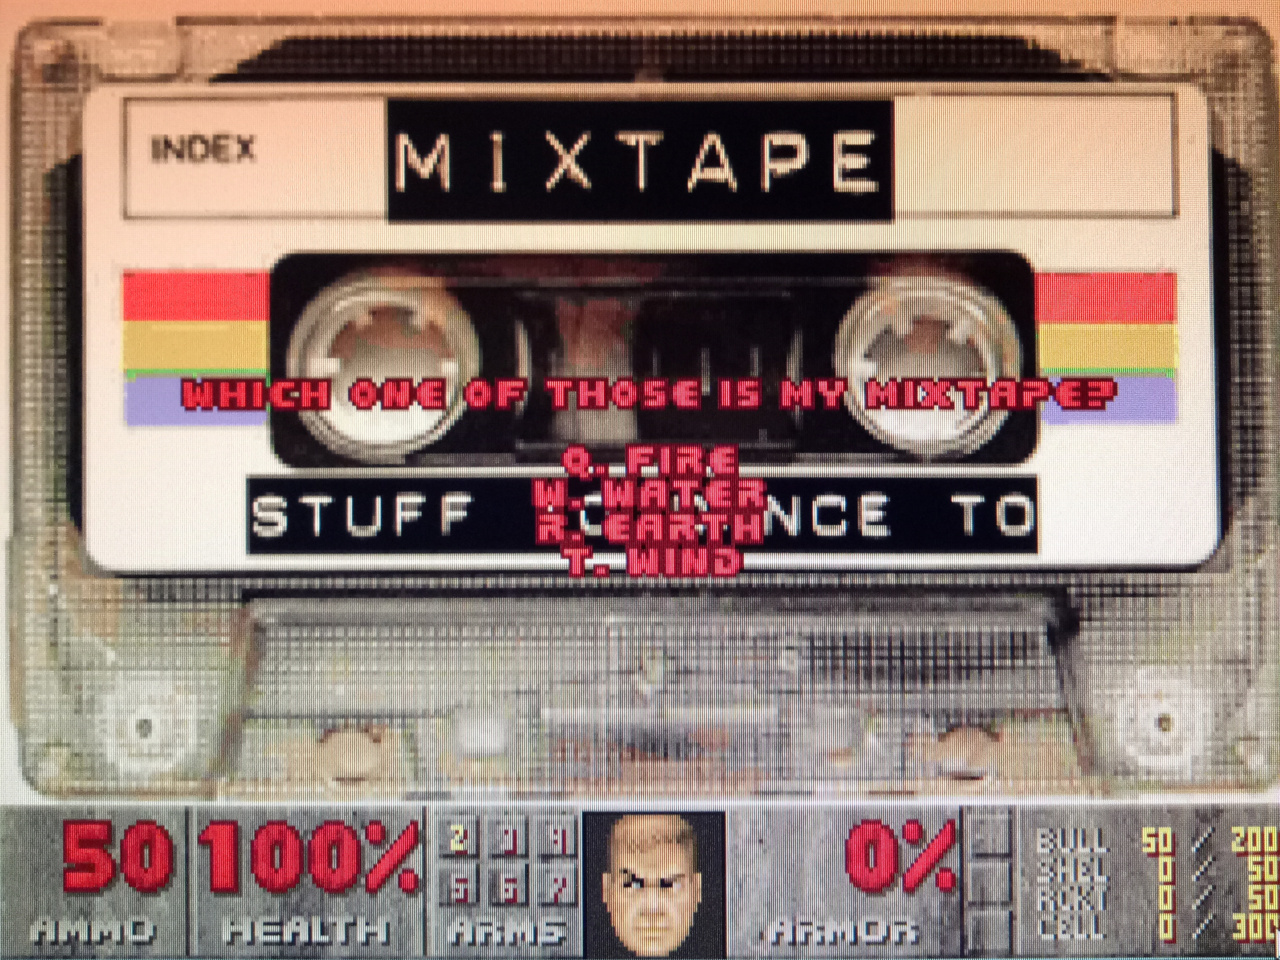 INDEX
MIXTAPE
WHICH ONE OF THOSE IS MY MIXTAPE?
Q. FIRE
W. WATER
STUFF TO
R. EARTH
T. WIND
50 100% 2 3 4 0% BULL 50 / 200
5 6 7 SHEL 0 / 50
RCKT 0 / 50
AMMO HEALTH ARMS ARMOR CELL 0 / 300